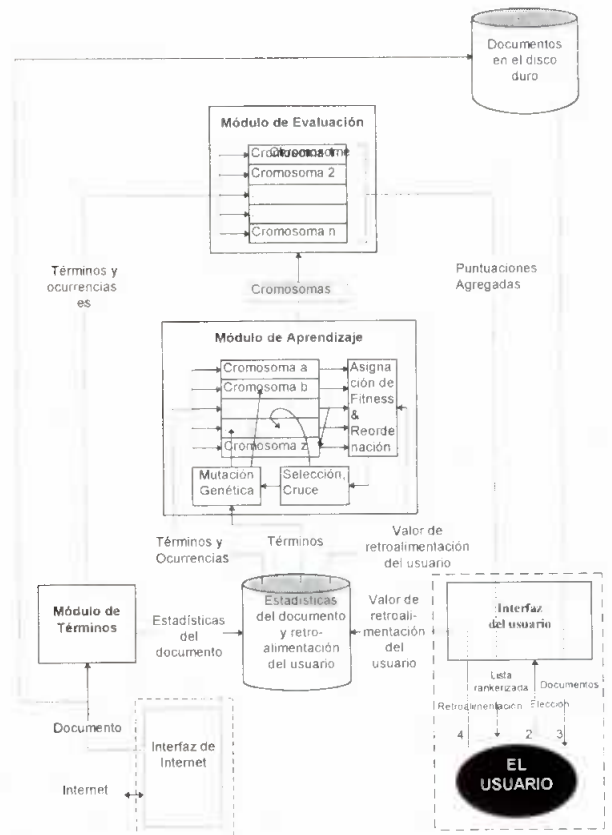 Documentos
en el disco
duro
Módulo de Evaluación
Cromosoma 2
Cromosoma n
Términos y
ocurrencias
es
Puntuaciones
Agregadas
Cromosomas
Módulo de Aprendizaje
Cromosoma a
Cromosoma b
Cromosoma z
Asigna
ción de
Fitness
&
Reorde
nación
Mutación
Genética
Selección,
Cruce
Términos y
Ocurrencias
Términos
Valor de
retroalimentación
del usuario
Módulo de
Términos
Estadísticas
del
documento
Estadísticas
del documento
y retro-
alimentación
del usuario
Valor de
retroali-
mentación
del
usuario
Interfaz
del usuario
Lista
rankerizada
Documentos
Retroalimentación
Elección
4
2
3
EL
USUARIO
Documento
Interfaz de
Internet
Internet